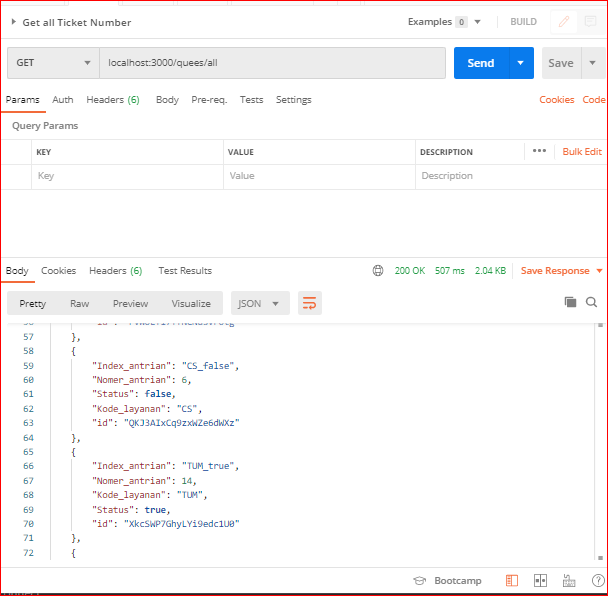 Get all Ticket Number Examples 0 BUILD
GET localhost:3000/quees/all Send Save
Params Auth Headers (6) Body Pre-req. Tests Settings Cookies Code
Query Params
KEY VALUE DESCRIPTION ••• Bulk Edit
Key Value Description
Body Cookies Headers (6) Test Results 200 OK 507 ms 2.04 KB Save Response
Pretty Raw Preview Visualize JSON
57 },
58 {
59 "Index_antrian": "CS_false",
60 "Nomer_antrian": 6,
61 "Status": false,
62 "Kode_layanan": "CS",
63 "id": "QKJ3AIxCq9zxWZe6dWXz"
64 },
65 {
66 "Index_antrian": "TUM_true",
67 "Nomer_antrian": 14,
68 "Kode_layanan": "TUM",
69 "Status": true,
70 "id": "XkcSWP7GhyLYi9edc1U0"
71 },
72 {
Bootcamp